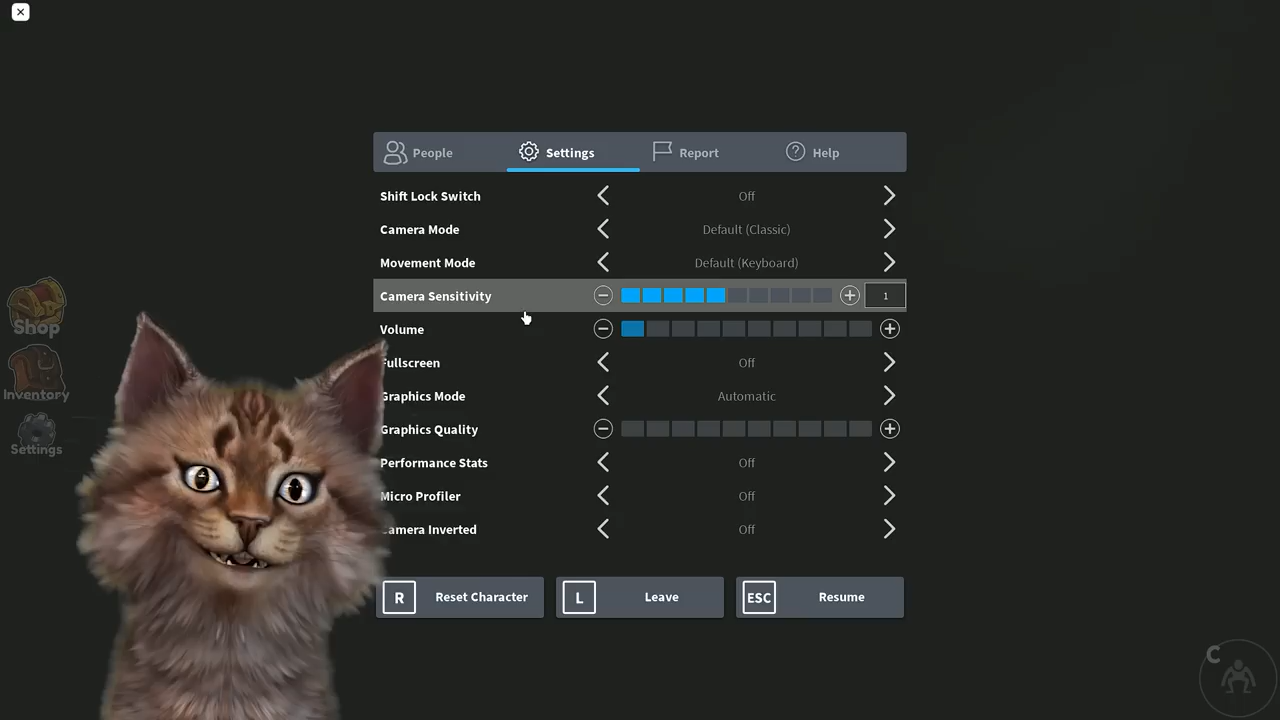 People Settings Report Help
Shift Lock Switch Off
Camera Mode Default (Classic)
Movement Mode Default (Keyboard)
Camera Sensitivity 1
Volume
Fullscreen Off
Graphics Mode Automatic
Graphics Quality
Performance Stats Off
Micro Profiler Off
Camera Inverted Off
R Reset Character L Leave ESC Resume
Shop
Inventory
Settings
C